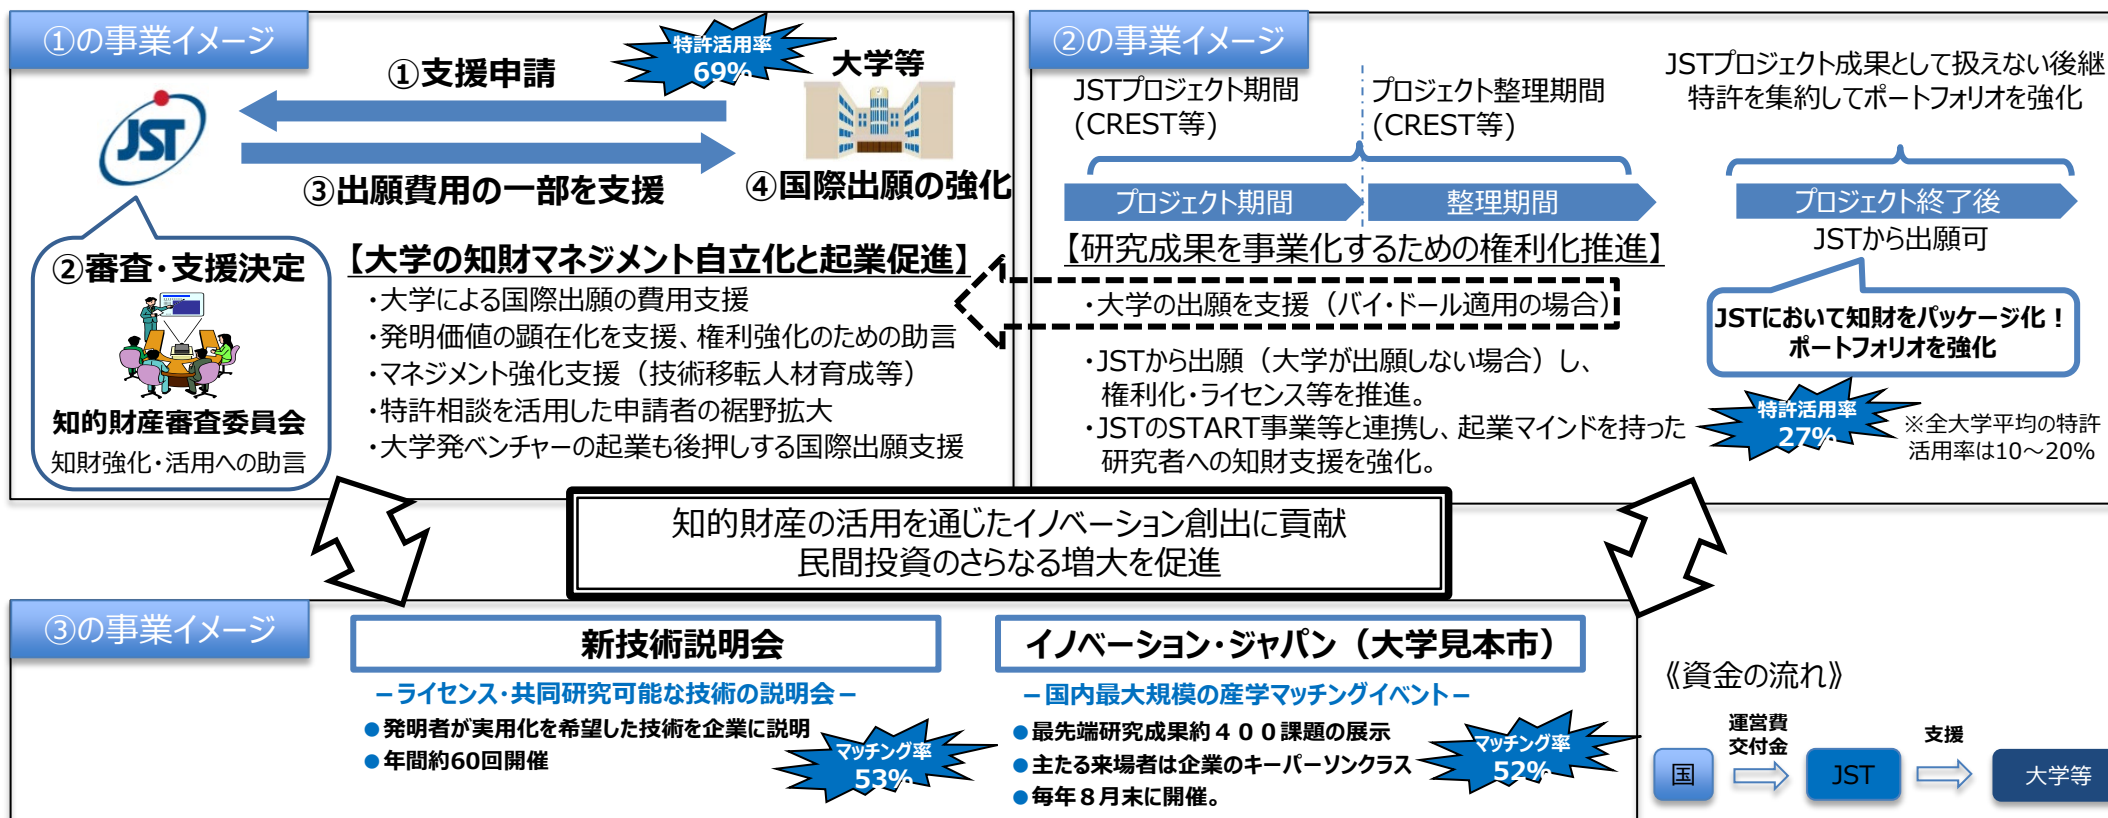 ①の事業イメージ
特許活用率
69%
大学等
①支援申請
JST
③出願費用の一部を支援
④国際出願の強化
②審査・支援決定
知的財産審査委員会
知財強化・活用への助言
【大学の知財マネジメント自立化と起業促進】
・大学による国際出願の費用支援
・発明価値の顕在化を支援、権利強化のための助言
・マネジメント強化支援（技術移転人材育成等）
・特許相談を活用した申請者の裾野拡大
・大学発ベンチャーの起業も後押しする国際出願支援
②の事業イメージ
JSTプロジェクト期間
(CREST等)
プロジェクト整理期間
(CREST等)
JSTプロジェクト成果として扱えない後継
特許を集約してポートフォリオを強化
プロジェクト期間
整理期間
プロジェクト終了後
【研究成果を事業化するための権利化推進】
JSTから出願可
・大学の出願を支援（バイ・ドール適用の場合）
・JSTから出願（大学が出願しない場合）し、
権利化・ライセンス等を推進。
・JSTのSTART事業等と連携し、起業マインドを持った
研究者への知財支援を強化。
JSTにおいて知財をパッケージ化！
ポートフォリオを強化
特許活用率
27%
※全大学平均の特許
活用率は10～20%
知的財産の活用を通じたイノベーション創出に貢献
民間投資のさらなる増大を促進
③の事業イメージ
新技術説明会
－ライセンス・共同研究可能な技術の説明会－
●発明者が実用化を希望した技術を企業に説明
●年間約60回開催
マッチング率
53%
イノベーション・ジャパン（大学見本市）
－国内最大規模の産学マッチングイベント－
●最先端研究成果約４００課題の展示
●主たる来場者は企業のキーパーソンクラス
●毎年８月末に開催。
マッチング率
52%
《資金の流れ》
運営費
交付金
支援
国
JST
大学等